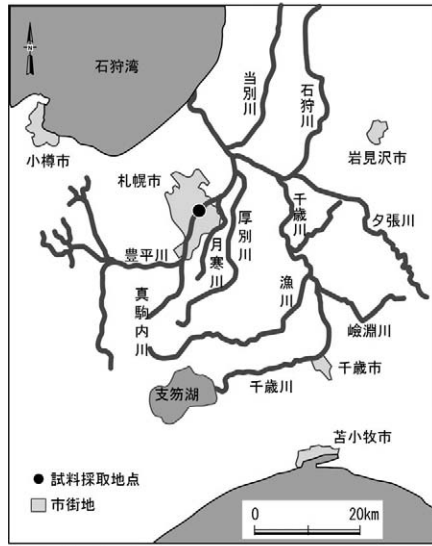 N
石狩湾
当別川
石狩川
小樽市
岩見沢市
札幌市
千歳川
夕張川
厚別川
月寒川
豊平川
真駒内川
漁川
嶮淵川
支笏湖
千歳川
千歳市
苫小牧市
試料採取地点
市街地
0 20km